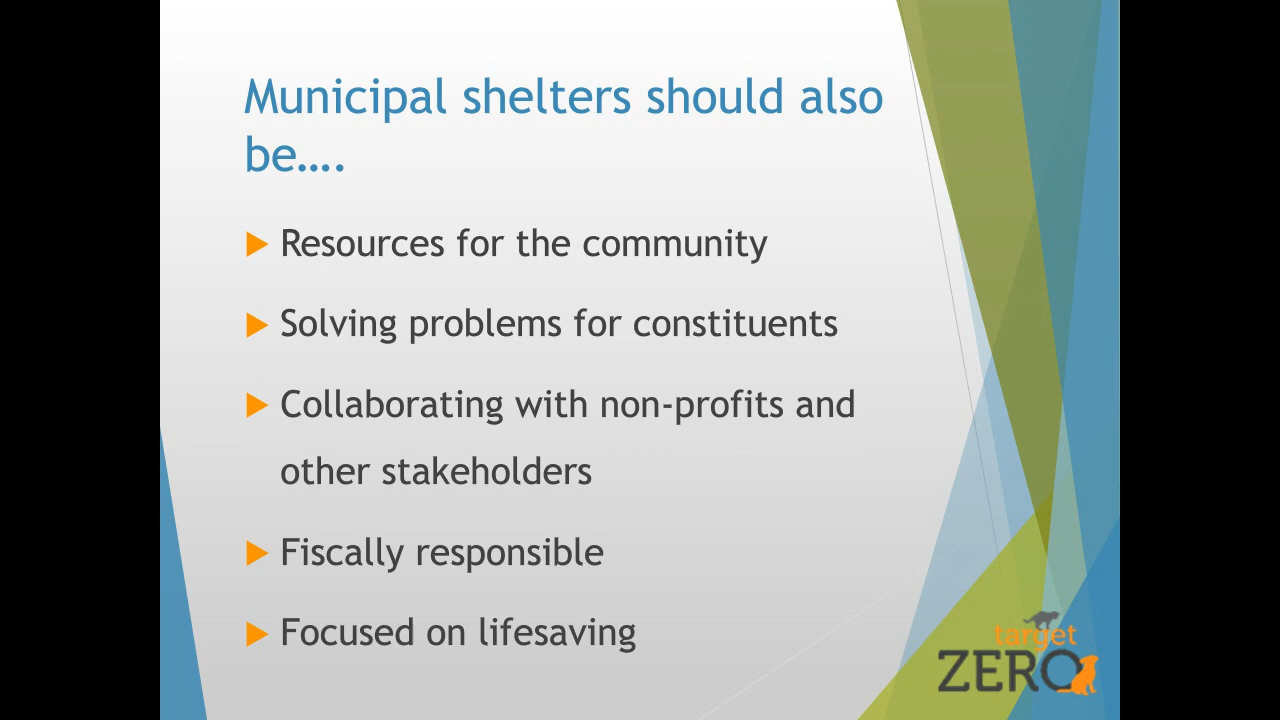 Municipal shelters should also
be....
Resources for the community
Solving problems for constituents
Collaborating with non-profits and
other stakeholders
Fiscally responsible
Focused on lifesaving
target
ZERO